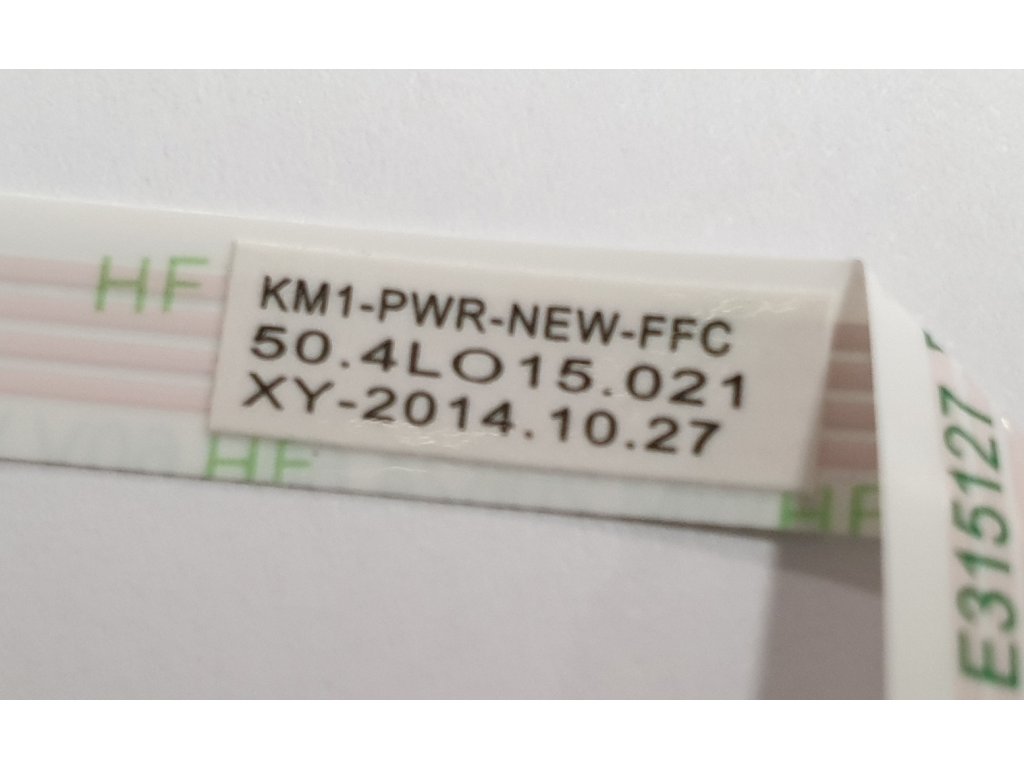 HF
KM1-PWR-NEW-FFC
50.4LO15.021
XY-2014.10.27
HF
HF
E315127